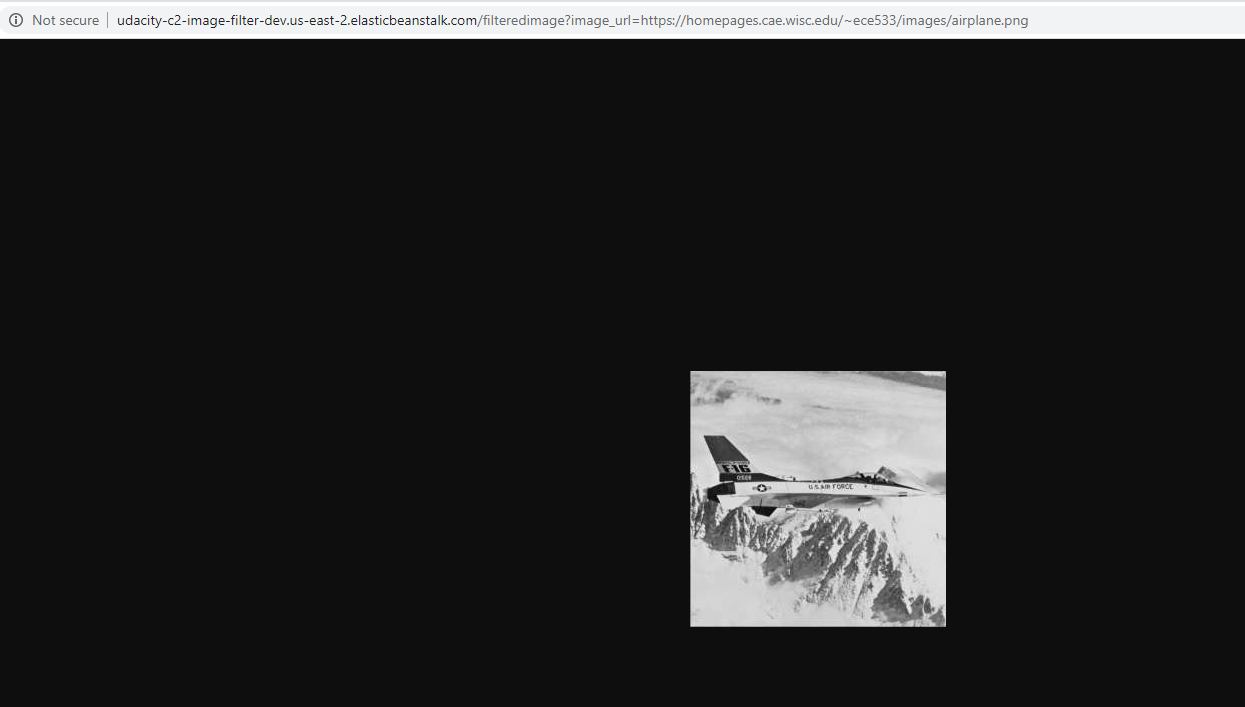 Not secure udacity-c2-image-filter-dev.us-east-2.elasticbeanstalk.com/filteredimage?image_url=https://homepages.cae.wisc.edu/~ece533/images/airplane.png
F-16
U.S. AIR FORCE